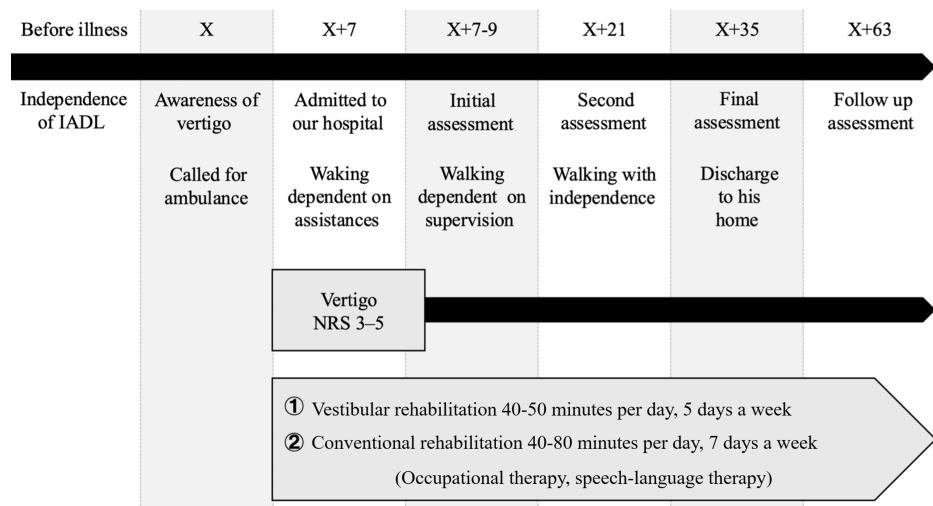 Before illness
X
X+7
X+7-9
X+21
X+35
X+63
Independence
of IADL
Awareness of
vertigo
Admitted to
our hospital
Initial
assessment
Second
assessment
Final
assessment
Follow up
assessment
Called for
ambulance
Waking
dependent on
assistances
Walking
dependent on
supervision
Walking with
independence
Discharge
to his
home
Vertigo
NRS 3–5
① Vestibular rehabilitation 40-50 minutes per day, 5 days a week
② Conventional rehabilitation 40-80 minutes per day, 7 days a week
(Occupational therapy, speech-language therapy)